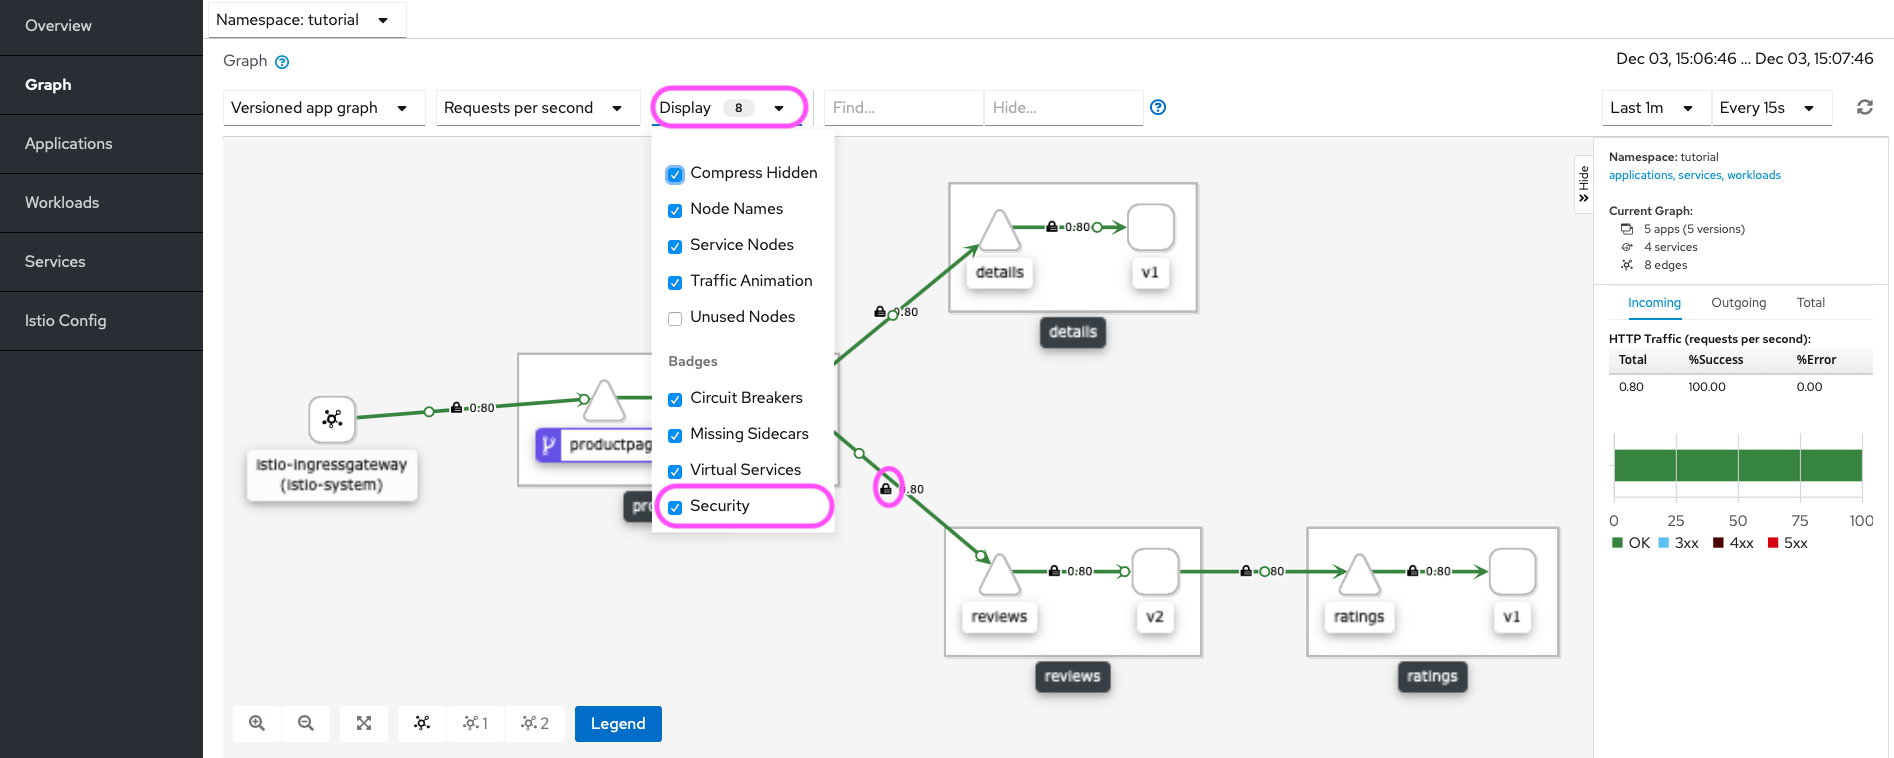 Overview
Graph
Applications
Workloads
Services
Istio Config
Namespace: tutorial
Graph
Dec 03, 15:06:46 ... Dec 03, 15:07:46
Versioned app graph
Requests per second
Display 8
Find...
Hide...
Last 1m
Every 15s
Compress Hidden
Node Names
Service Nodes
Traffic Animation
Unused Nodes
Badges
Circuit Breakers
Missing Sidecars
Virtual Services
Security
0.80
details
v1
details
0.80
0.80
istio-ingressgateway
(istio-system)
productpag
pro
.80
0.80
reviews
v2
reviews
80
0.80
ratings
v1
ratings
1
2
Legend
Hide
Namespace: tutorial
applications, services, workloads
Current Graph:
5 apps (5 versions)
4 services
8 edges
Incoming
Outgoing
Total
HTTP Traffic (requests per second):
Total %Success %Error
0.80 100.00 0.00
0 25 50 75 100
OK 3xx 4xx 5xx